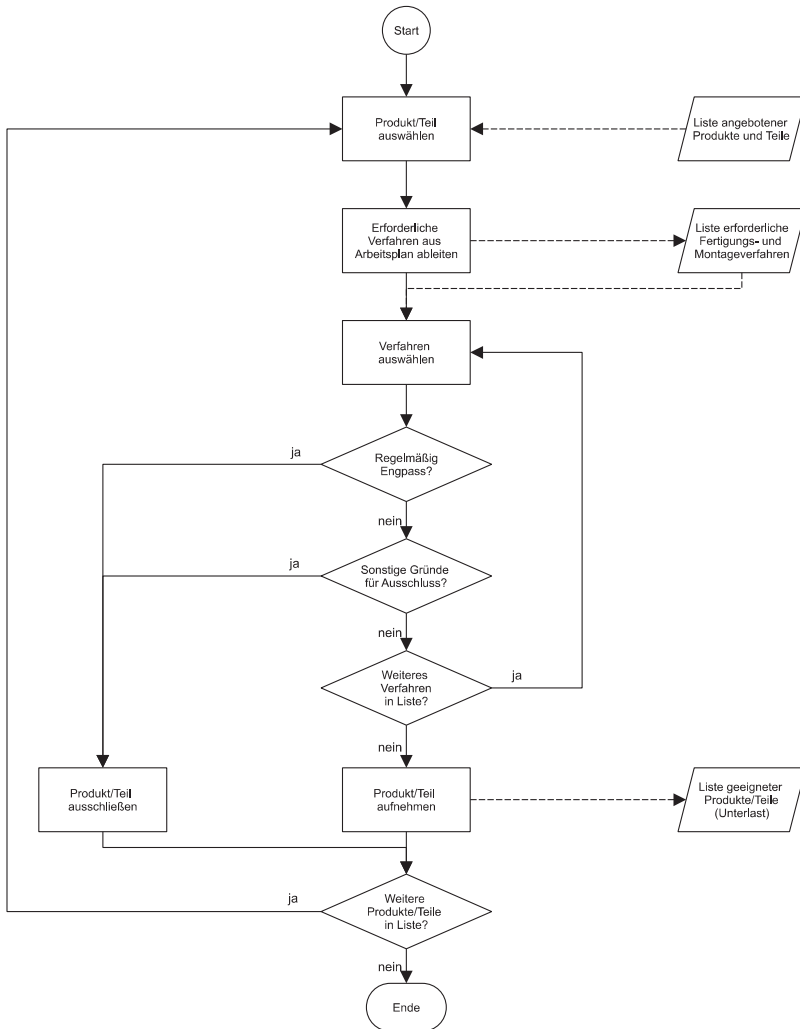 Start
Produkt/Teil
auswählen
Liste angebotener
Produkte und Teile
Erforderliche
Verfahren aus
Arbeitsplan ableiten
Liste erforderliche
Fertigungs- und
Montageverfahren
Verfahren
auswählen
ja
Regelmäßig
Engpass?
nein
ja
Sonstige Gründe
für Ausschluss?
nein
Weiteres
Verfahren
in Liste?
ja
nein
Produkt/Teil
ausschließen
Produkt/Teil
aufnehmen
Liste geeigneter
Produkte/Teile
(Unterlast)
ja
Weitere
Produkte/Teile
in Liste?
nein
Ende